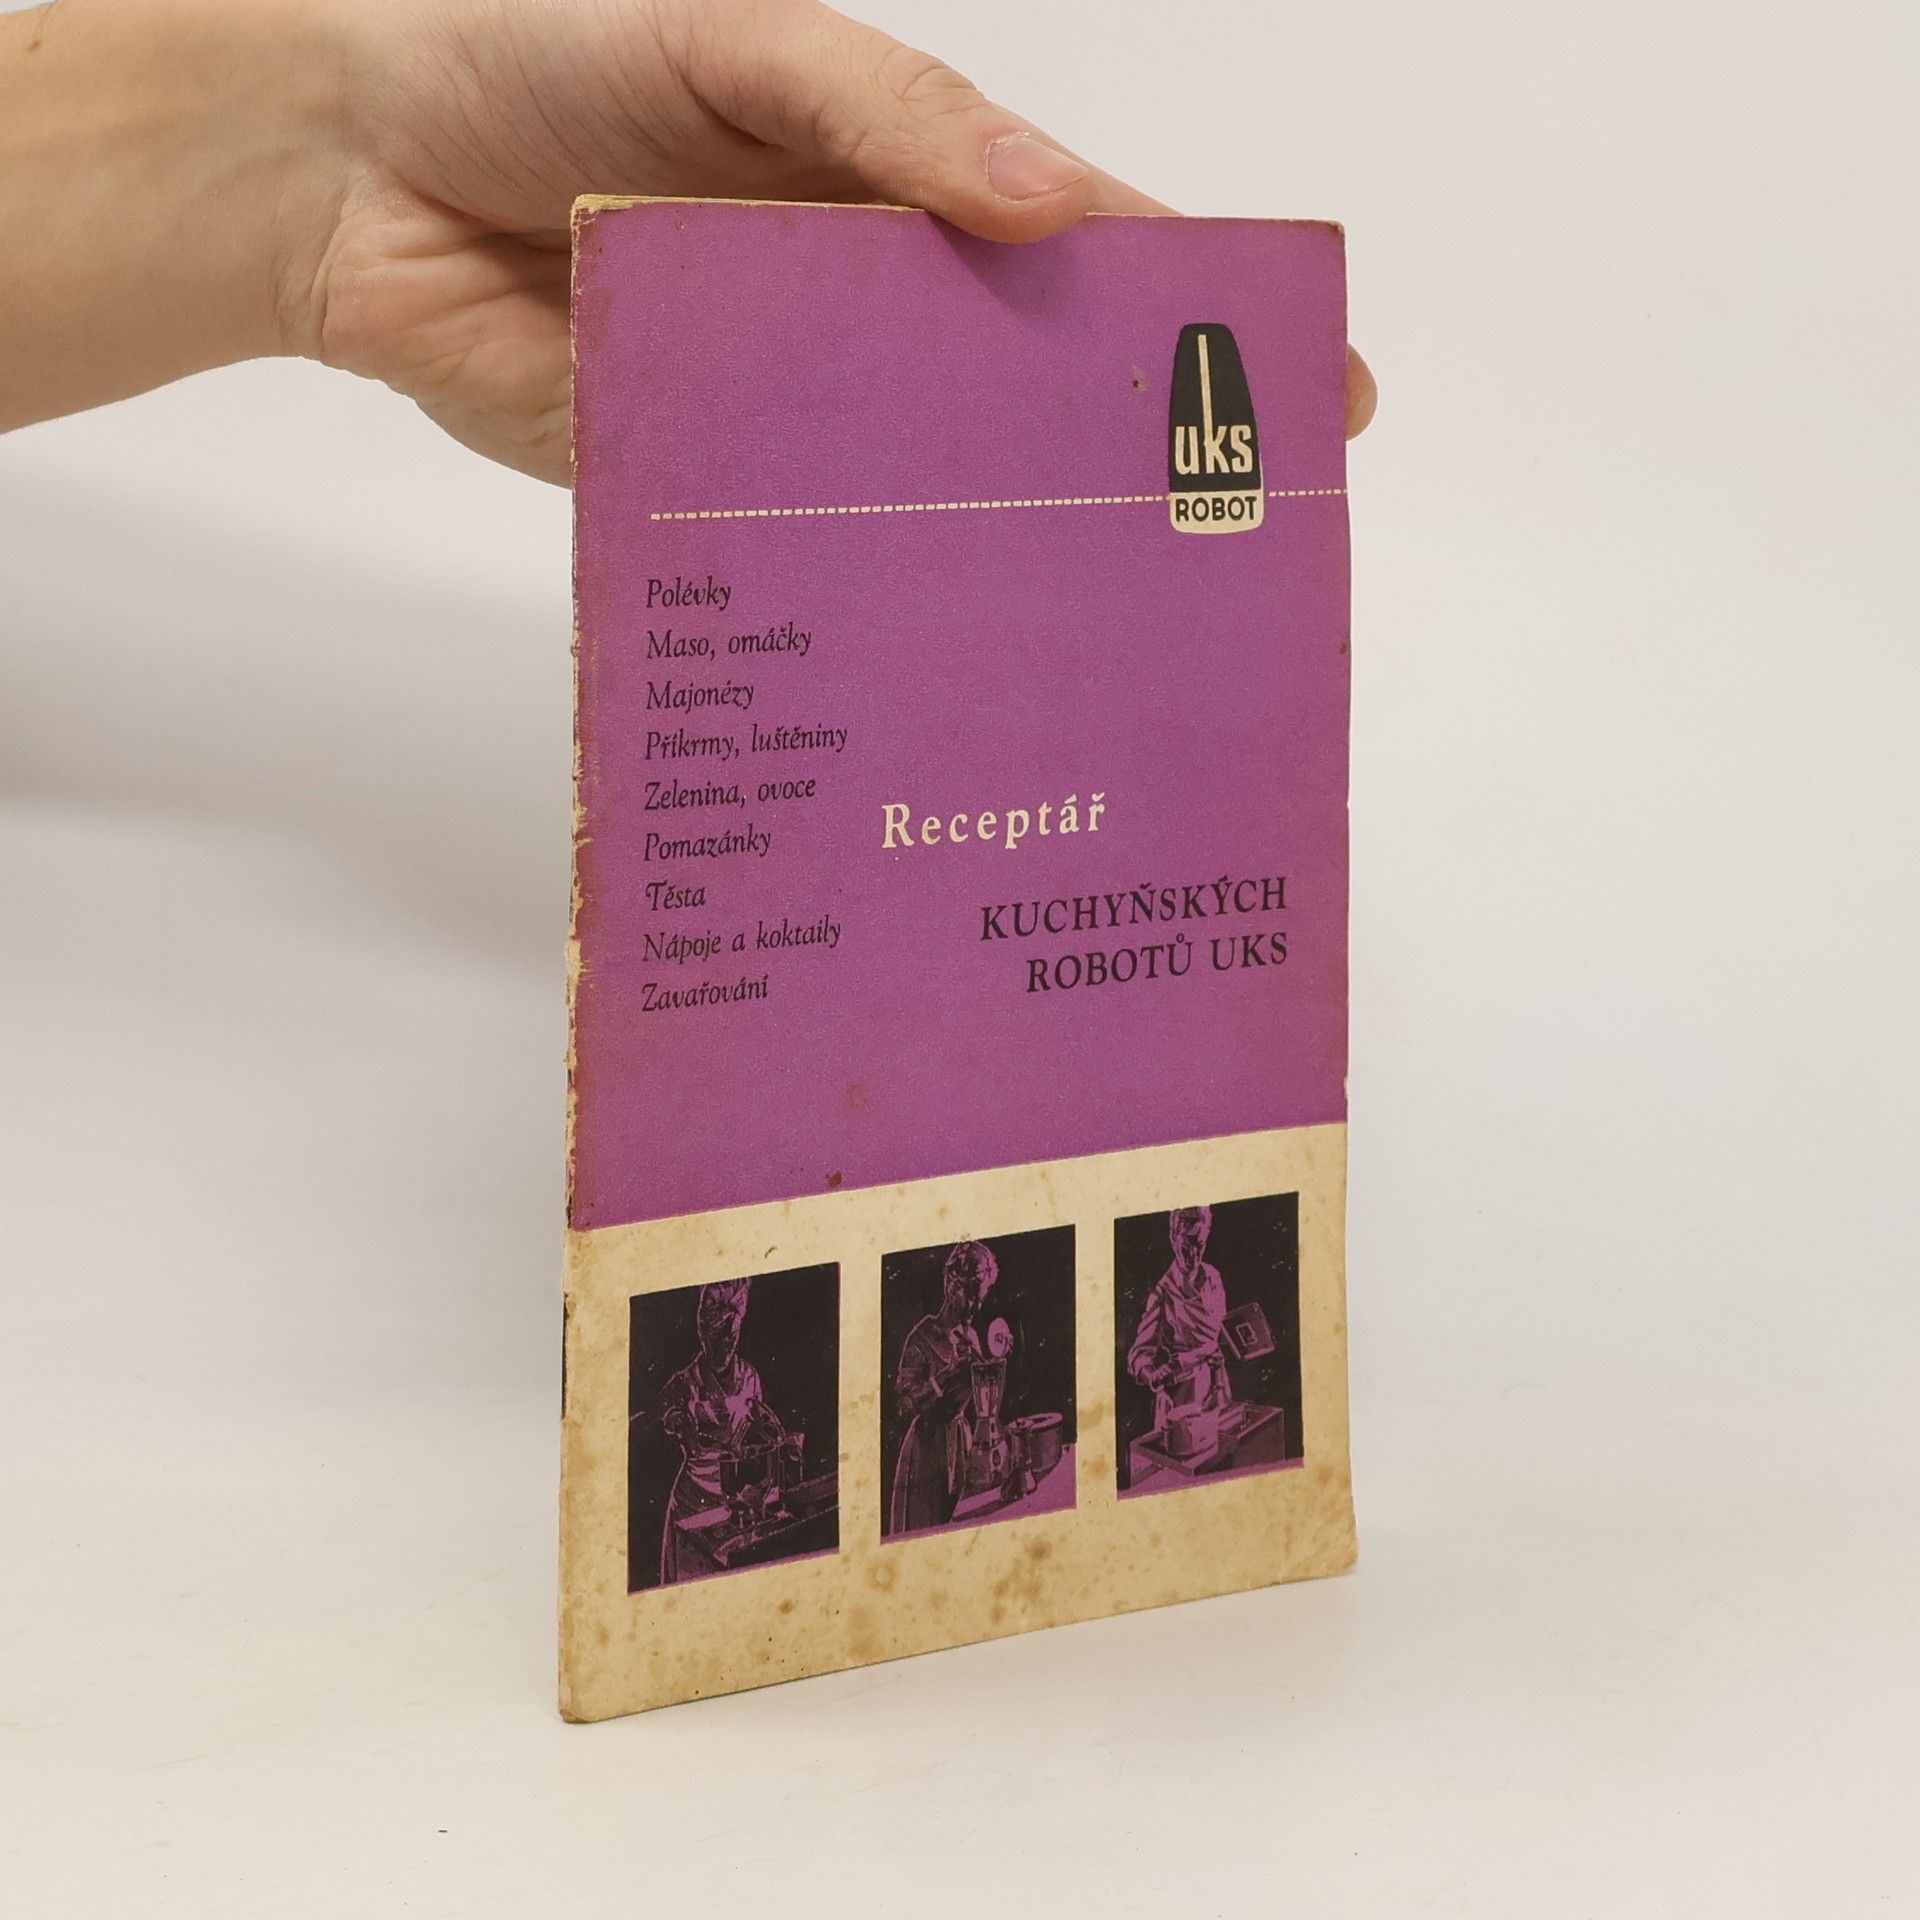 uks
ROBOT
Polévky
Maso, omáčky
Majonézy
Příkrmy, luštěniny
Zelenina, ovoce
Pomazánky
Těsta
Nápoje a koktaily
Zavařování
Receptář
KUCHYŇSKÝCH
ROBOTŮ UKS